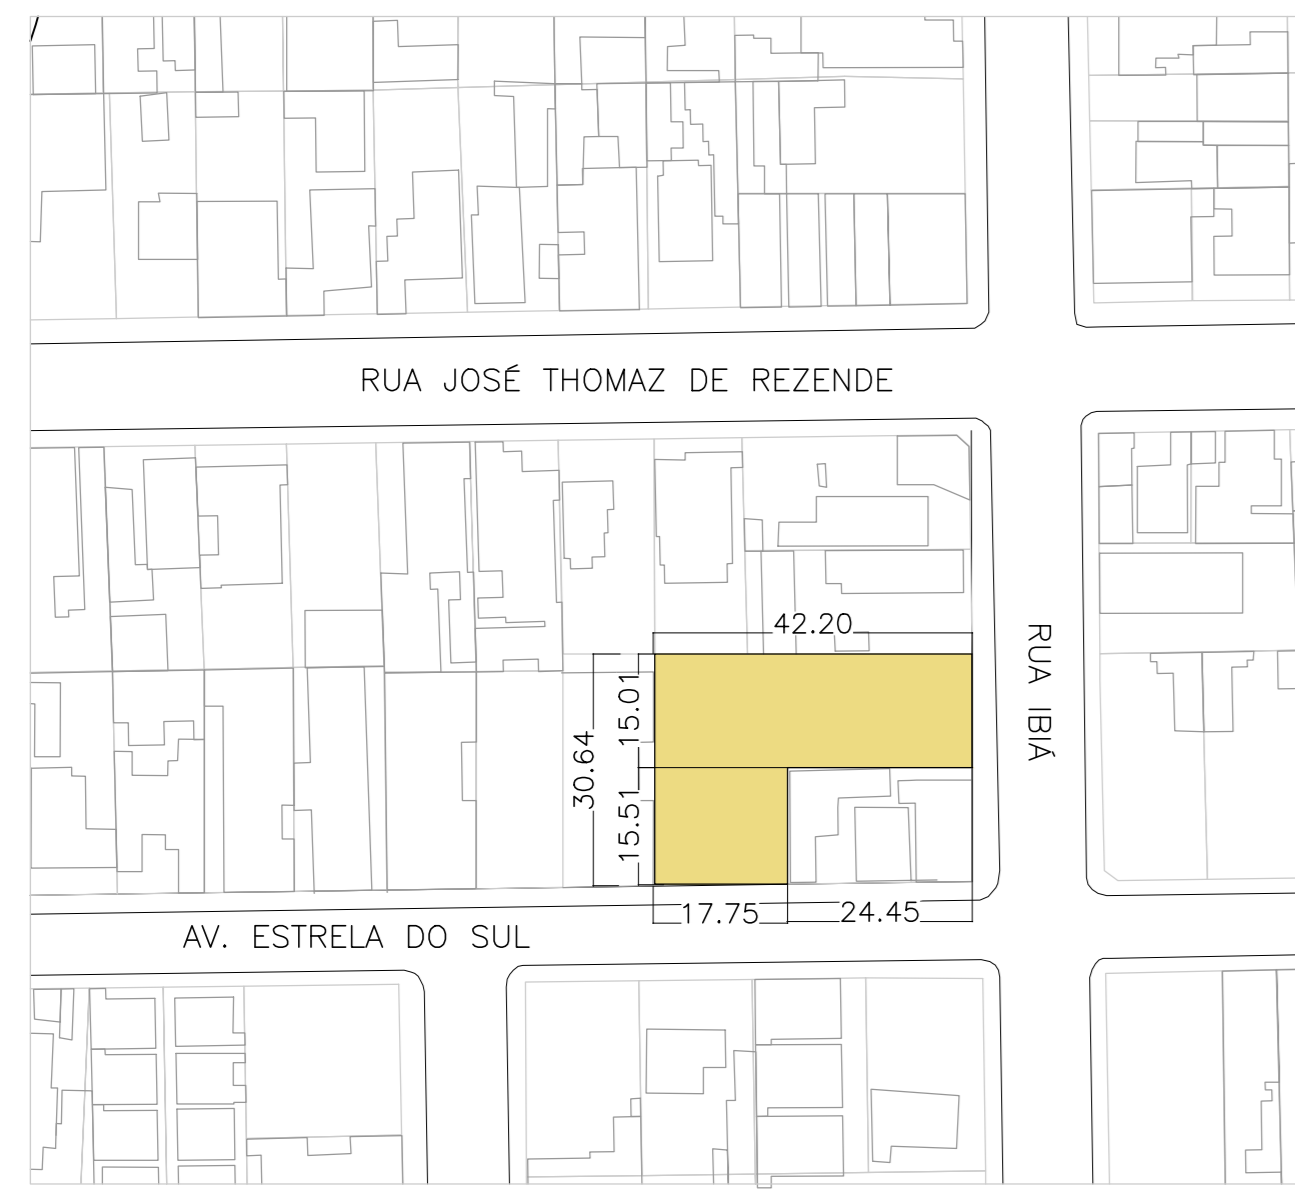 RUA JOSÉ THOMAZ DE REZENDE
42.20
RUA IBIÁ
15.01
30.64
15.51
17.75
24.45
AV. ESTRELA DO SUL